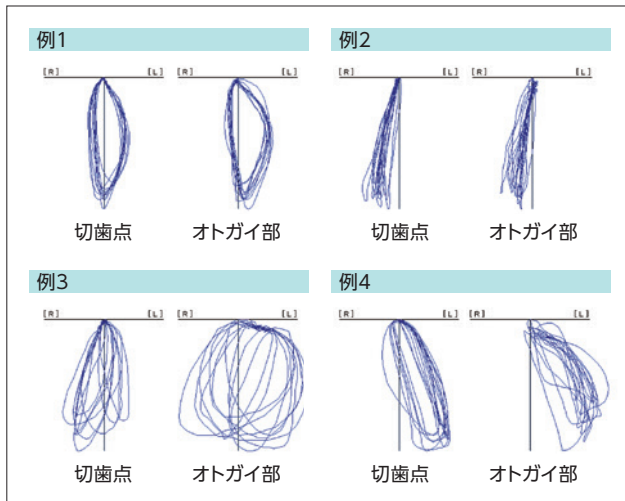 例1
[R] [L] [R] [L]
切歯点 オトガイ部
例2
[R] [L] [R] [L]
切歯点 オトガイ部
例3
[R] [L] [R] [L]
切歯点 オトガイ部
例4
[R] [L] [R] [L]
切歯点 オトガイ部